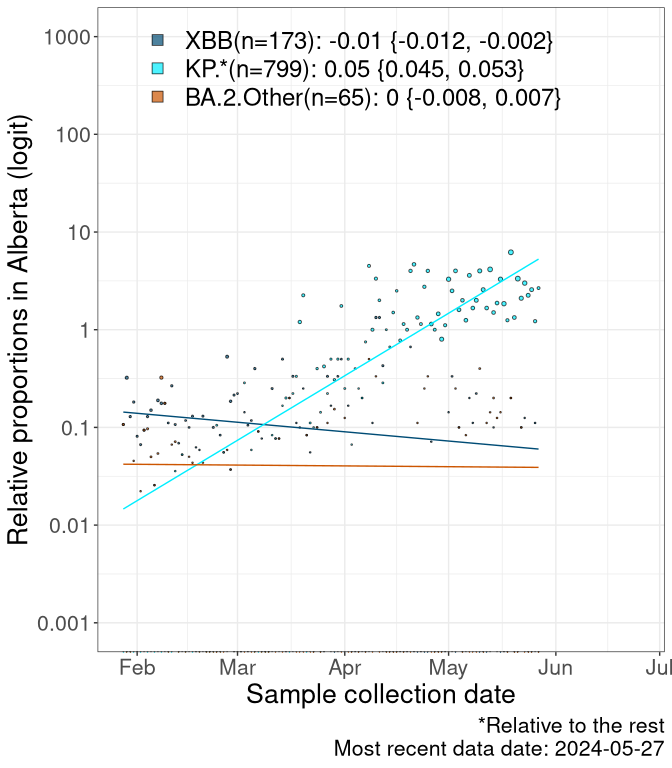 XBB(n=173): -0.01 {-0.012, -0.002}
KP.*(n=799): 0.05 {0.045, 0.053}
BA.2.Other(n=65): 0 {-0.008, 0.007}
Relative proportions in Alberta (logit)
1000
100
10
1
0.1
0.01
0.001
Feb Mar Apr May Jun Jul
Sample collection date
*Relative to the rest
Most recent data date: 2024-05-27